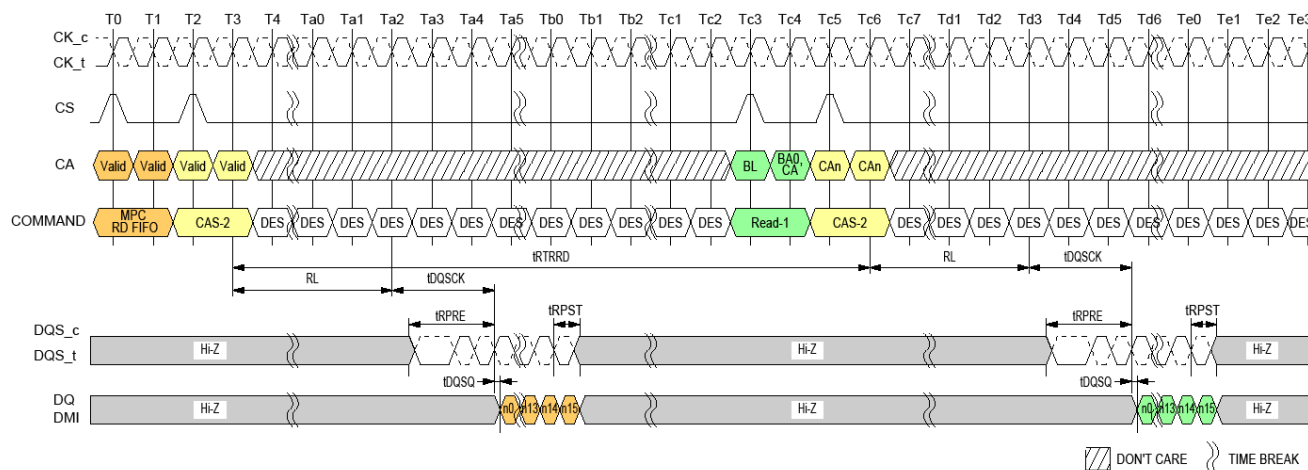 T0 T1 T2 T3 T4 Ta0 Ta1 Ta2 Ta3 Ta4 Ta5 Tb0 Tb1 Tb2 Tc1 Tc2 Tc3 Tc4 Tc5 Tc6 Tc7 Td1 Td2 Td3 Td4 Td5 Td6 Te0 Te1 Te2 Te3
CK_c
CK_t
CS
CA Valid Valid Valid Valid BL BA0, CA CAn CAn
COMMAND MPC RD FIFO CAS-2 DES DES DES DES DES DES DES DES DES DES DES DES Read-1 CAS-2 DES DES DES DES DES DES DES DES DES DES DES
tRTRRD
RL tDQSCK RL tDQSCK
tRPRE tRPST tRPRE tRPST
DQS_c
DQS_t
Hi-Z Hi-Z Hi-Z
tDQSQ tDQSQ
DQ
DMI
Hi-Z n0 n13 n14 n15 Hi-Z n0 n13 n14 n15 Hi-Z
DON'T CARE TIME BREAK